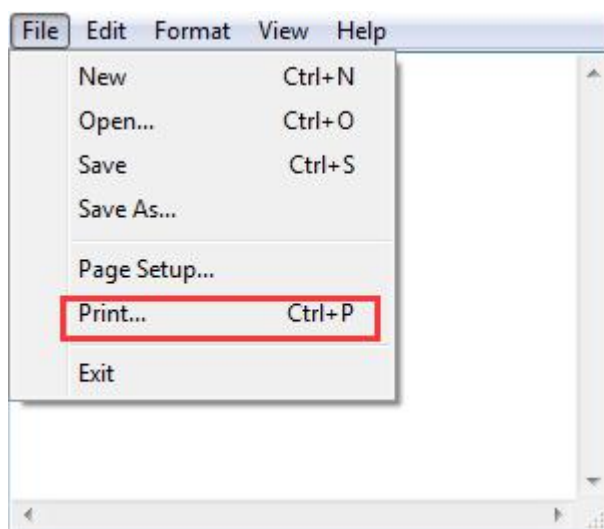 File Edit Format View Help
New Ctrl+N
Open... Ctrl+O
Save Ctrl+S
Save As...
Page Setup...
Print... Ctrl+P
Exit